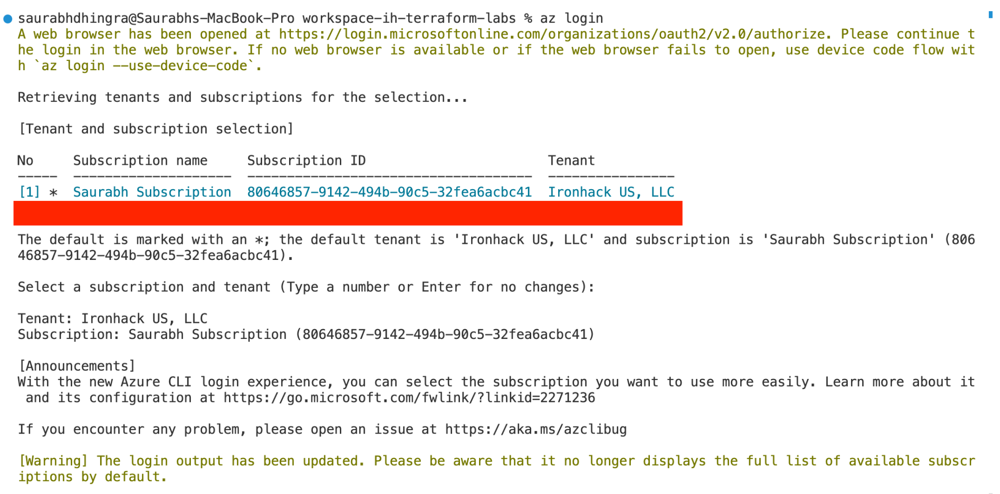 saurabhdhingra@Saurabhs-MacBook-Pro workspace-ih-terraform-labs % az login
A web browser has been opened at https://login.microsoftonline.com/organizations/oauth2/v2.0/authorize. Please continue t
he login in the web browser. If no web browser is available or if the web browser fails to open, use device code flow wit
h `az login --use-device-code`.
Retrieving tenants and subscriptions for the selection...
[Tenant and subscription selection]
No     Subscription name     Subscription ID                       Tenant
-----  --------------------  ------------------------------------  ----------------
[1] *  Saurabh Subscription  80646857-9142-494b-90c5-32fea6acbc41  Ironhack US, LLC
The default is marked with an *; the default tenant is 'Ironhack US, LLC' and subscription is 'Saurabh Subscription' (806
46857-9142-494b-90c5-32fea6acbc41).
Select a subscription and tenant (Type a number or Enter for no changes):
Tenant: Ironhack US, LLC
Subscription: Saurabh Subscription (80646857-9142-494b-90c5-32fea6acbc41)
[Announcements]
With the new Azure CLI login experience, you can select the subscription you want to use more easily. Learn more about it
 and its configuration at https://go.microsoft.com/fwlink/?linkid=2271236
If you encounter any problem, please open an issue at https://aka.ms/azclibug
[Warning] The login output has been updated. Please be aware that it no longer displays the full list of available subscr
iptions by default.